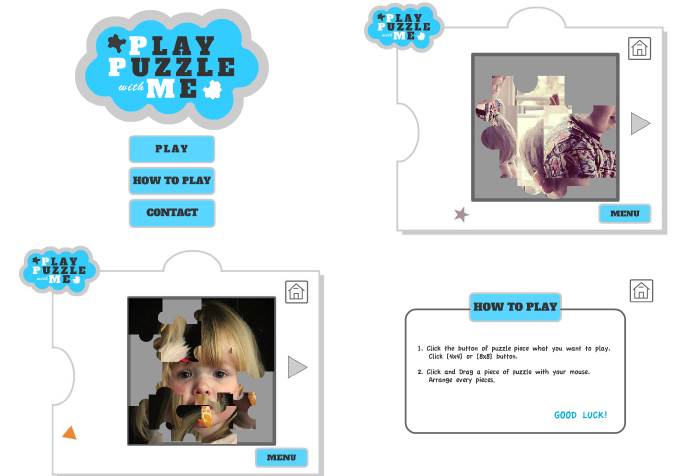 PLAY
PUZZLE
with ME
PLAY
HOW TO PLAY
CONTACT
PLAY
PUZZLE
with ME
MENU
PLAY
PUZZLE
with ME
MENU
HOW TO PLAY
1. Click the button of puzzle piece what you want to play.
Click (4x4) or (8x8) button.
2. Click and Drag a piece of puzzle with your mouse.
Arrange every pieces.
GOOD LUCK!